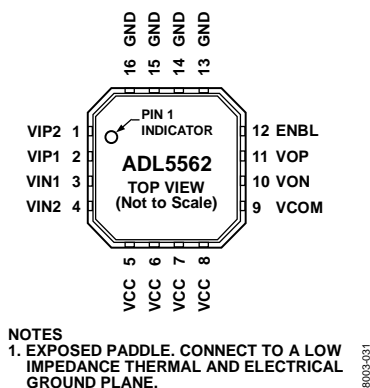 16 GND
15 GND
14 GND
13 GND
PIN 1
INDICATOR
VIP2 1
VIP1 2
VIN1 3
VIN2 4
ADL5562
TOP VIEW
(Not to Scale)
12 ENBL
11 VOP
10 VON
9 VCOM
VCC 5
VCC 6
VCC 7
VCC 8
NOTES
1. EXPOSED PADDLE. CONNECT TO A LOW
IMPEDANCE THERMAL AND ELECTRICAL
GROUND PLANE.
8003-031